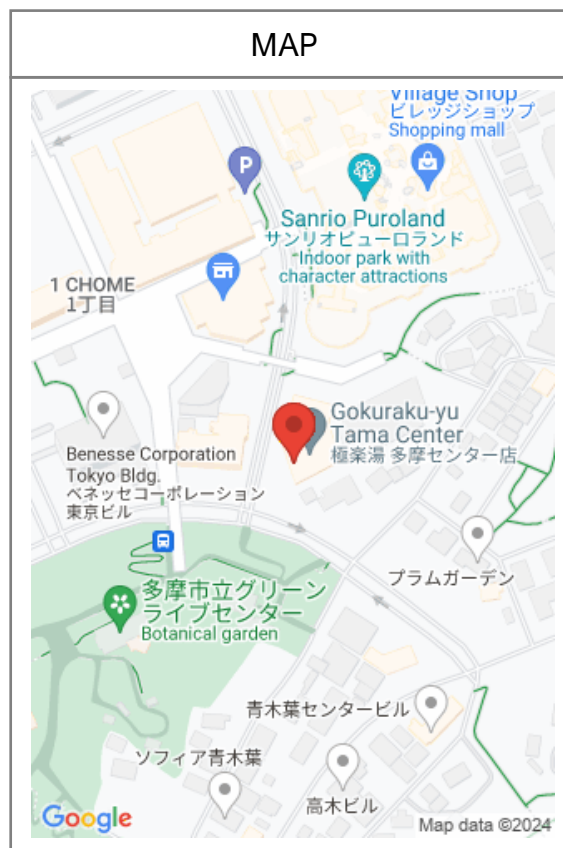 MAP
Village Shop
ビレッジショップ
Shopping mall
P
Sanrio Puroland
サンリオピューロランド
Indoor park with
character attractions
1 CHOME
1丁目
Gokuraku-yu
Tama Center
極楽湯 多摩センター店
Benesse Corporation
Tokyo Bldg.
ベネッセコーポレーション
東京ビル
プラムガーデン
多摩市立グリーン
ライブセンター
Botanical garden
青木葉センタービル
ソフィア青木葉
高木ビル
Google
Map data ©2024